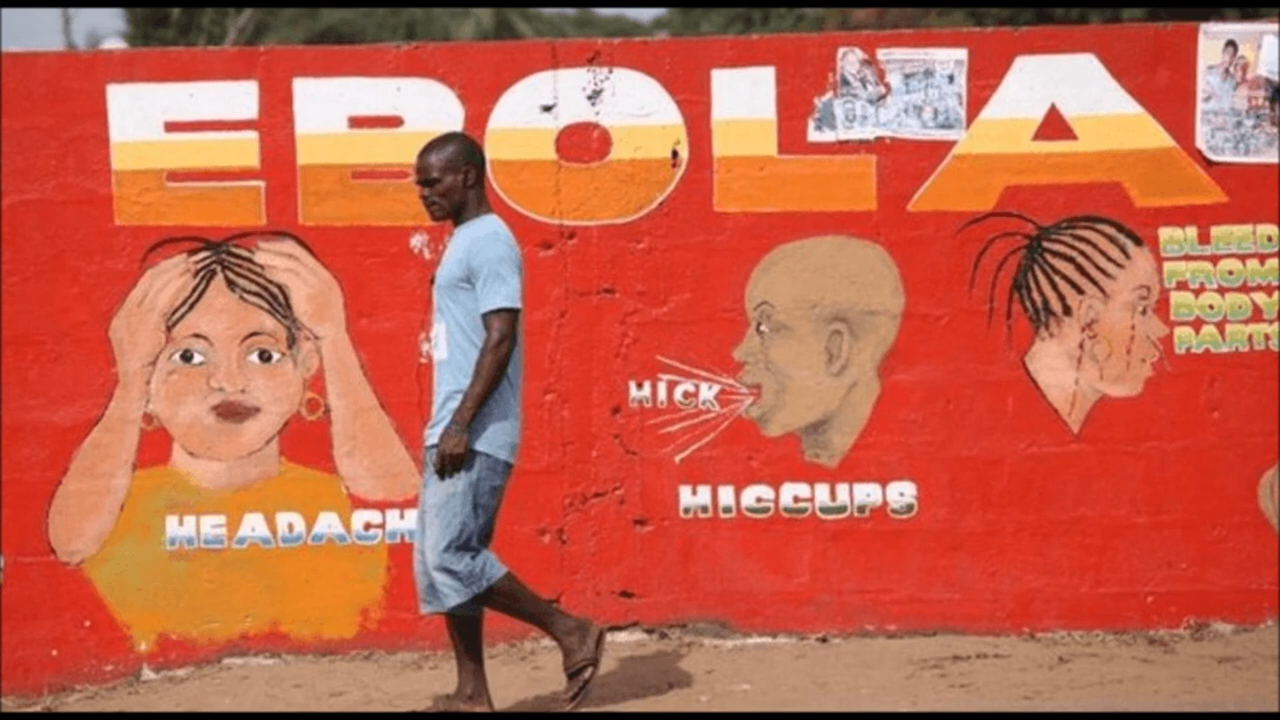 EBOLA
BLEED
FROM
BODY
PARTS
HICK
HICCUPS
HEADACH